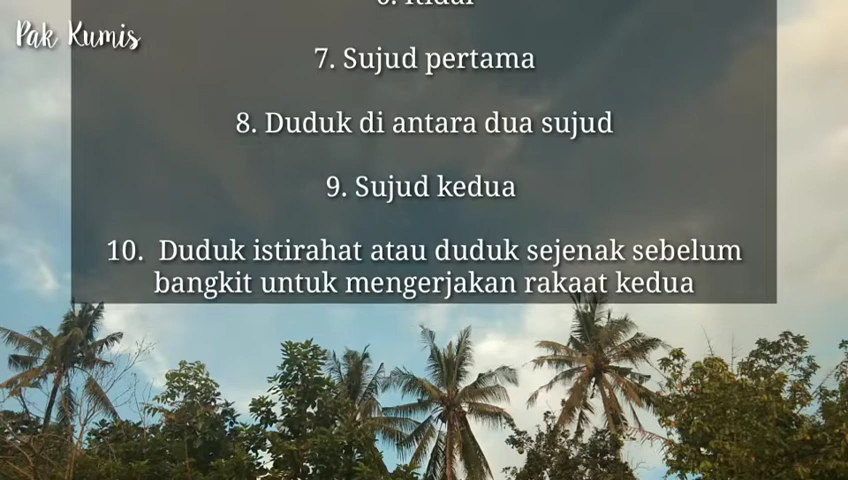 Pak Kumis
7. Sujud pertama
8. Duduk di antara dua sujud
9. Sujud kedua
10. Duduk istirahat atau duduk sejenak sebelum
bangkit untuk mengerjakan rakaat kedua